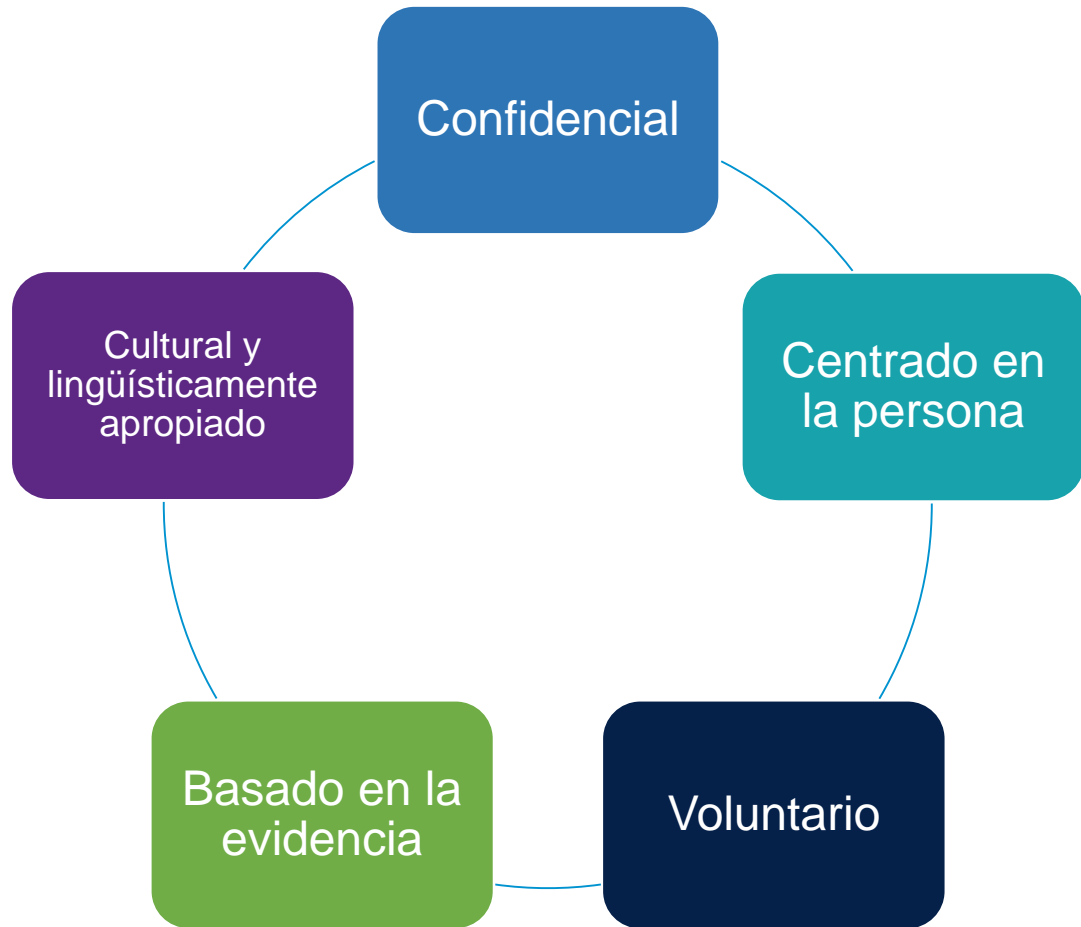 Confidencial
Centrado en
la persona
Voluntario
Basado en la
evidencia
Cultural y
lingüísticamente
apropiado